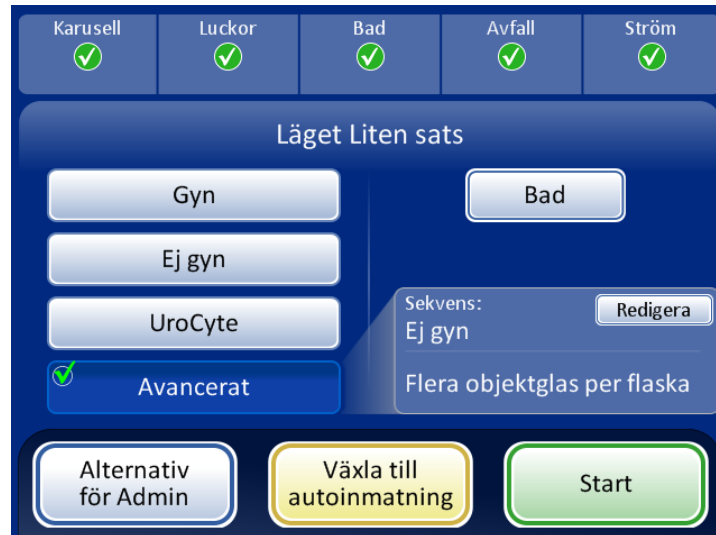 Karusell
Luckor
Bad
Avfall
Ström
Läget Liten sats
Gyn
Bad
Ej gyn
UroCyte
Sekvens:
Redigera
Ej gyn
Avancerat
Flera objektglas per flaska
Alternativ
för Admin
Växla till
autoinmatning
Start